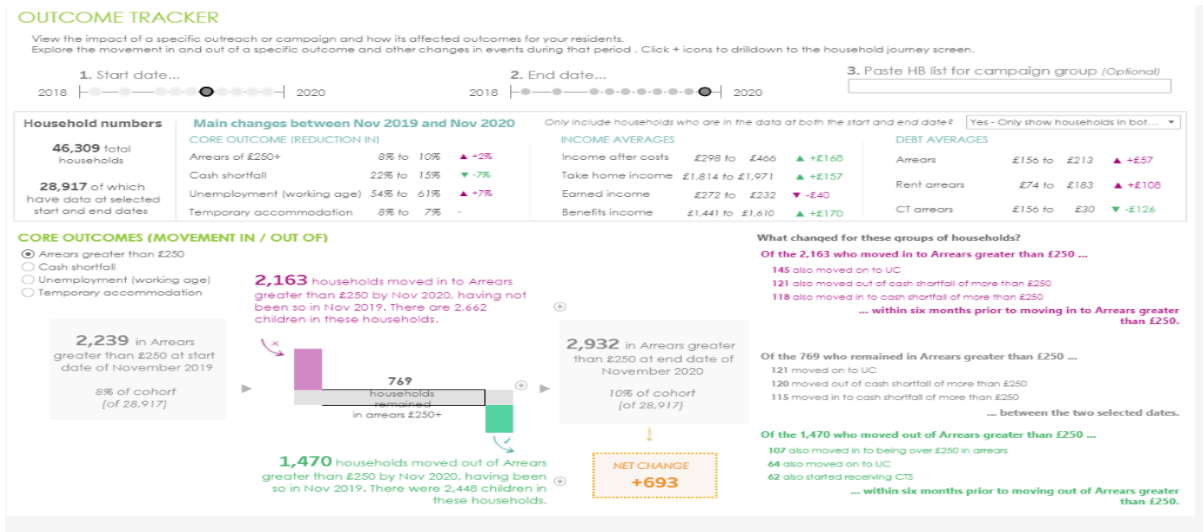 OUTCOME TRACKER
View the impact of a specific outreach or campaign and how its affected outcomes for your residents.
Explore the movement in and out of a specific outcome and other changes in events during that period . Click + icons to drilldown to the household journey screen.
1. Start date...
2018
2020
2. End date...
2018
2020
3. Paste HB list for campaign group (Optional)
Household numbers
46,309 total
households
28,917 of which
have data at selected
start and end dates
Main changes between Nov 2019 and Nov 2020
Only include households who are in the data at both the start and end date?
Yes - Only show households in bot...
CORE OUTCOME (REDUCTION IN)
Arrears of £250+ 8% to 10% ▲ +2%
Cash shortfall 22% to 15% ▼ -7%
Unemployment (working age) 54% to 61% ▲ +7%
Temporary accommodation 8% to 7% -
INCOME AVERAGES
Income after costs £298 to £466 ▲ +£168
Take home income £1,814 to £1,971 ▲ +£157
Earned income £272 to £232 ▼ -£40
Benefits income £1,441 to £1,610 ▲ +£170
DEBT AVERAGES
Arrears £156 to £213 ▲ +£57
Rent arrears £74 to £183 ▲ +£108
CT arrears £156 to £30 ▼ -£126
CORE OUTCOMES (MOVEMENT IN / OUT OF)
Arrears greater than £250
Cash shortfall
Unemployment (working age)
Temporary accommodation
2,239 in Arrears
greater than £250 at start
date of November 2019
8% of cohort
(of 28,917)
2,163 households moved in to Arrears
greater than £250 by Nov 2020, having not
been so in Nov 2019. There are 2,662
children in these households.
769
households
remained
in arrears £250+
1,470 households moved out of Arrears
greater than £250 by Nov 2020, having been
so in Nov 2019. There were 2,448 children in
these households.
2,932 in Arrears greater
than £250 at end date of
November 2020
10% of cohort
(of 28,917)
NET CHANGE
+693
What changed for these groups of households?
Of the 2,163 who moved in to Arrears greater than £250 ...
145 also moved on to UC
121 also moved out of cash shortfall of more than £250
118 also moved in to cash shortfall of more than £250
... within six months prior to moving in to Arrears greater
than £250.
Of the 769 who remained in Arrears greater than £250 ...
121 moved on to UC
120 moved out of cash shortfall of more than £250
115 moved in to cash shortfall of more than £250
... between the two selected dates.
Of the 1,470 who moved out of Arrears greater than £250 ...
107 also moved in to being over £250 in arrears
64 also moved on to UC
62 also started receiving CTS
... within six months prior to moving out of Arrears greater
than £250.